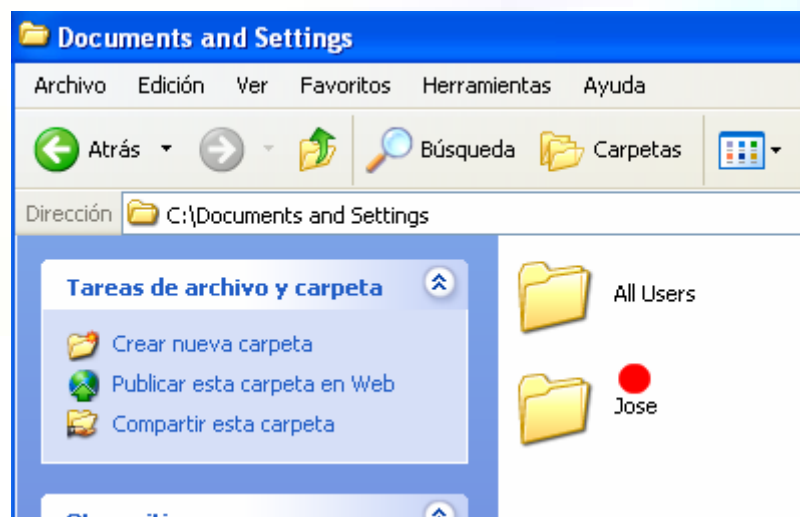 Documents and Settings
Archivo Edición Ver Favoritos Herramientas Ayuda
Atrás Búsqueda Carpetas
Dirección C:\Documents and Settings
Tareas de archivo y carpeta
Crear nueva carpeta
Publicar esta carpeta en Web
Compartir esta carpeta
All Users
Jose